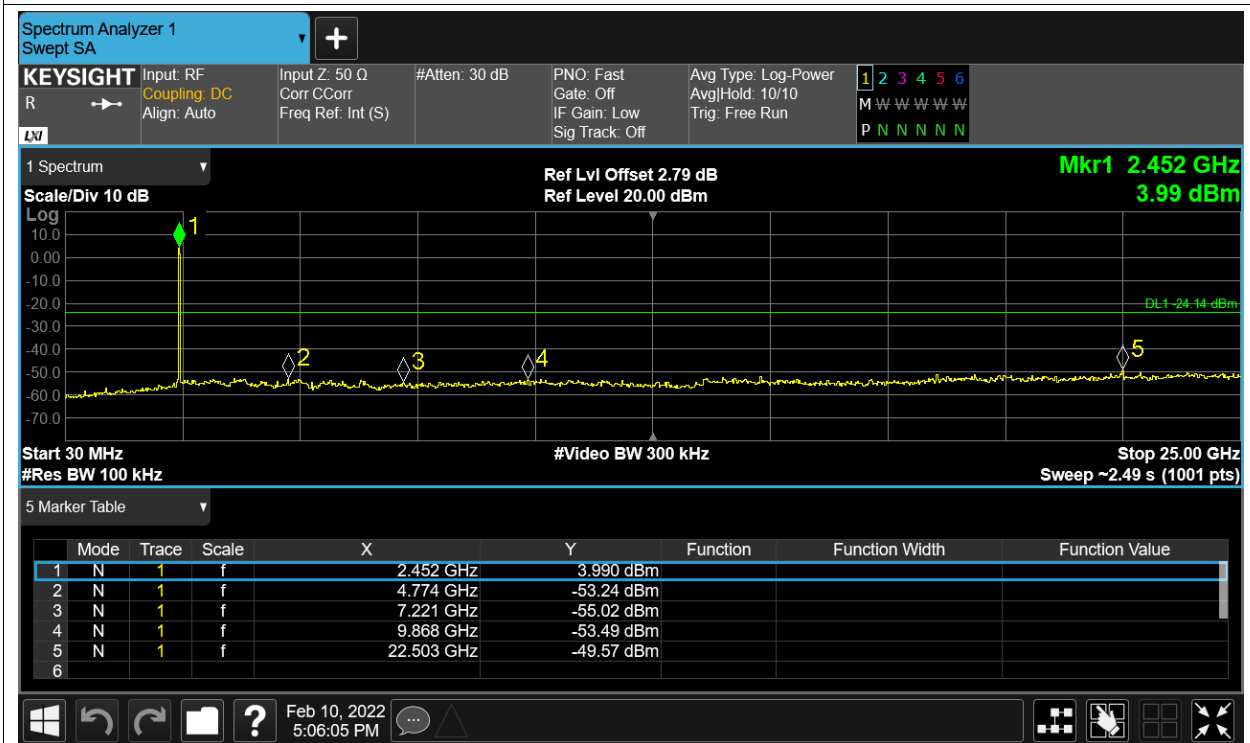 Spectrum Analyzer 1
Swept SA
+
KEYSIGHT Input: RF Input Z: 50 Ω #Atten: 30 dB PNO: Fast Avg Type: Log-Power 1 2 3 4 5 6
R Coupling: DC Corr CCorr Gate: Off Avg|Hold: 10/10 M W W W W W
Align: Auto Freq Ref: Int (S) IF Gain: Low Trig: Free Run
LXI Sig Track: Off P N N N N N
1 Spectrum Ref Lvl Offset 2.79 dB Mkr1 2.452 GHz
Scale/Div 10 dB Ref Level 20.00 dBm 3.99 dBm
Log
1
10.0
0.00
-10.0
-20.0 DL1 -24.14 dBm
-30.0
-40.0
2 3 4 5
-50.0
-60.0
-70.0
Start 30 MHz #Video BW 300 kHz Stop 25.00 GHz
#Res BW 100 kHz Sweep ~2.49 s (1001 pts)
5 Marker Table
Mode Trace Scale X Y Function Function Width Function Value
1 N 1 f 2.452 GHz 3.990 dBm
2 N 1 f 4.774 GHz -53.24 dBm
3 N 1 f 7.221 GHz -55.02 dBm
4 N 1 f 9.868 GHz -53.49 dBm
5 N 1 f 22.503 GHz -49.57 dBm
6
? Feb 10, 2022
5:06:05 PM